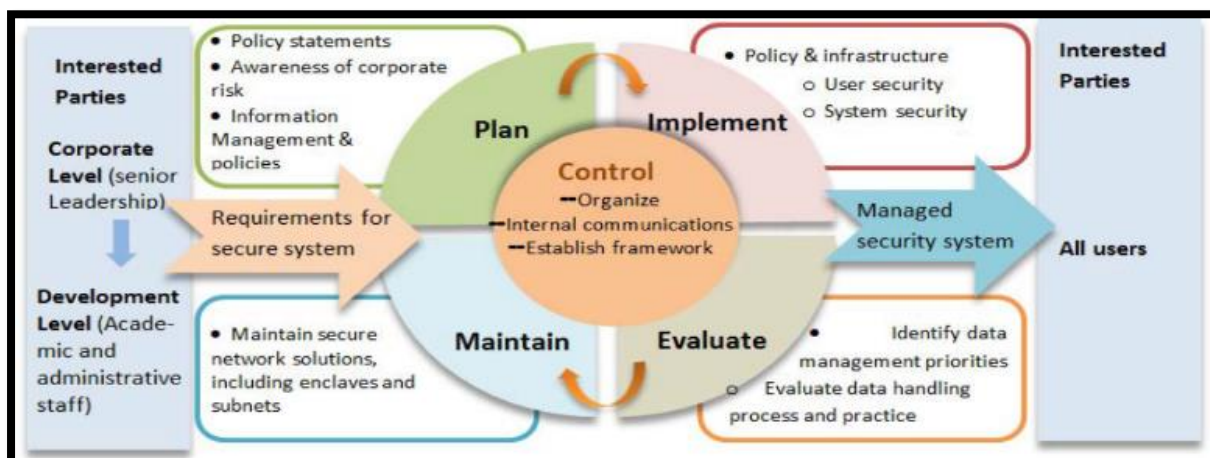 Interested
Parties
Corporate
Level (senior
Leadership)
Development
Level (Acade-
mic and
administrative
staff)
• Policy statements
• Awareness of corporate
risk
• Information
Management &
policies
Requirements for
secure system
• Maintain secure
network solutions,
including enclaves and
subnets
Plan
Implement
Control
–Organize
–Internal communications
–Establish framework
Maintain
Evaluate
• Policy & infrastructure
o User security
o System security
Managed
security system
• Identify data
management priorities
o Evaluate data handling
process and practice
Interested
Parties
All users